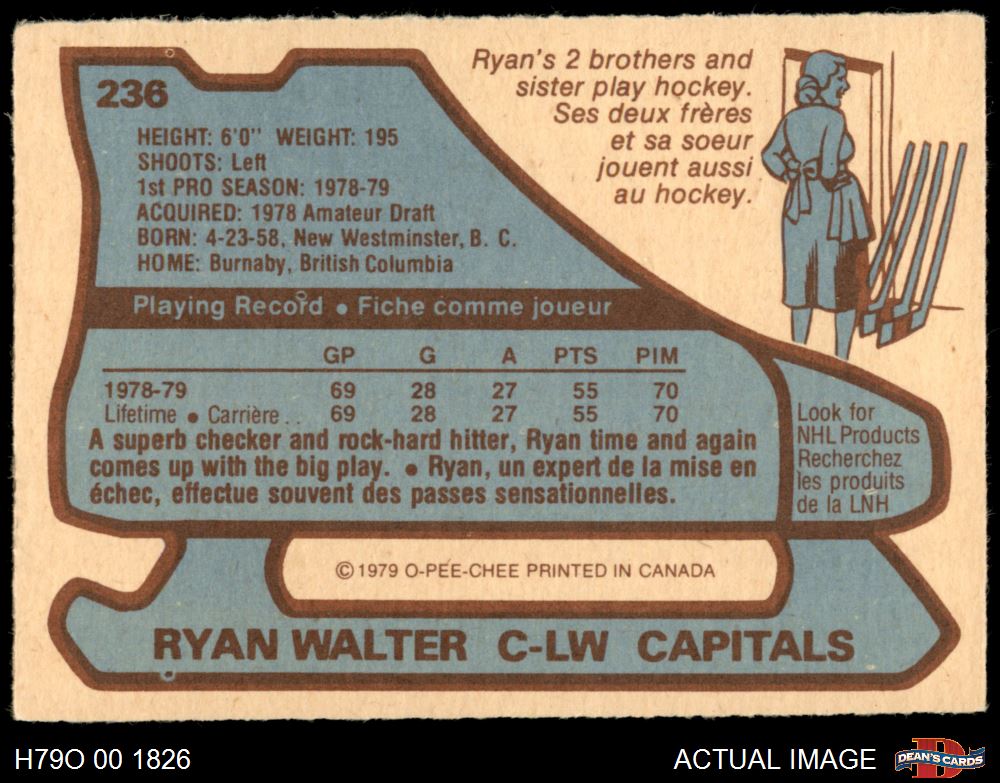 236
HEIGHT: 6'0" WEIGHT: 195
SHOOTS: Left
1st PRO SEASON: 1978-79
ACQUIRED: 1978 Amateur Draft
BORN: 4-23-58, New Westminster, B. C.
HOME: Burnaby, British Columbia
Ryan's 2 brothers and
sister play hockey.
Ses deux frères
et sa soeur
jouent aussi
au hockey.
Playing Record • Fiche comme joueur
GP G A PTS PIM
1978-79 69 28 27 55 70
Lifetime • Carrière . . 69 28 27 55 70
A superb checker and rock-hard hitter, Ryan time and again
comes up with the big play. • Ryan, un expert de la mise en
échec, effectue souvent des passes sensationnelles.
Look for
NHL Products
Recherchez
les produits
de la LNH
©1979 O-PEE-CHEE PRINTED IN CANADA
RYAN WALTER C-LW CAPITALS
H79O 00 1826
ACTUAL IMAGE
D
DEAN'S CARDS